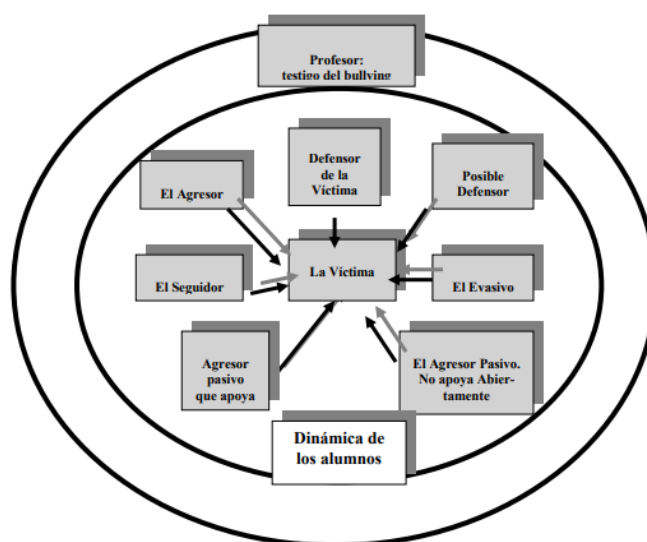 Profesor:
testigo del bullying
Defensor
de la
Víctima
Posible
Defensor
El Agresor
La Víctima
El Seguidor
El Evasivo
Agresor
pasivo
que apoya
El Agresor Pasivo.
No apoya Abier-
tamente
Dinámica de
los alumnos